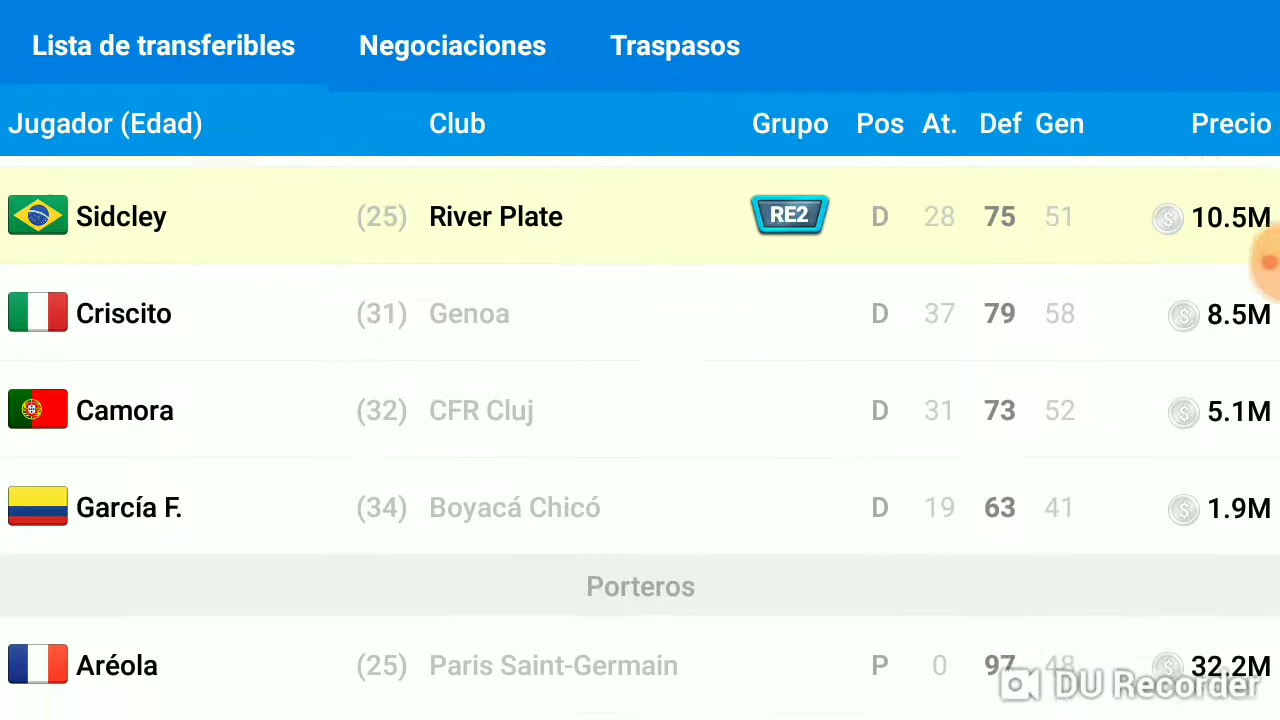 Lista de transferibles Negociaciones Traspasos
Jugador (Edad) Club Grupo Pos At. Def Gen Precio
Sidcley (25) River Plate RE2 D 28 75 51 10.5M
Criscito (31) Genoa D 37 79 58 8.5M
Camora (32) CFR Cluj D 31 73 52 5.1M
García F. (34) Boyacá Chicó D 19 63 41 1.9M
Porteros
Aréola (25) Paris Saint-Germain P 0 97 48 32.2M
DU Recorder